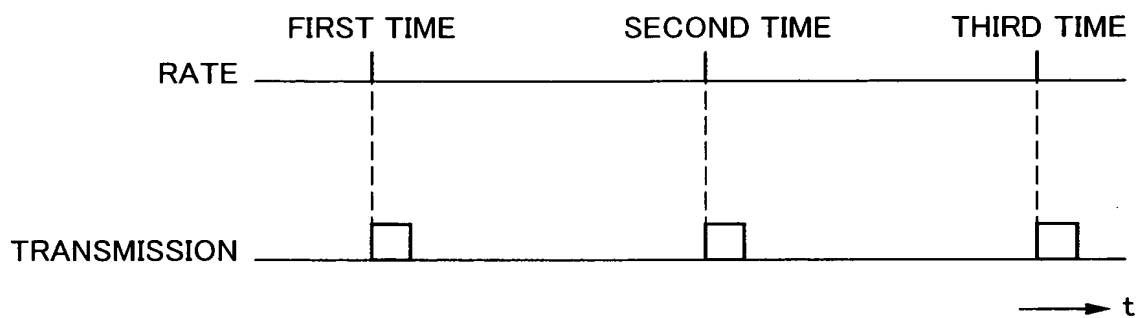 FIRST TIME SECOND TIME THIRD TIME
RATE
TRANSMISSION
t